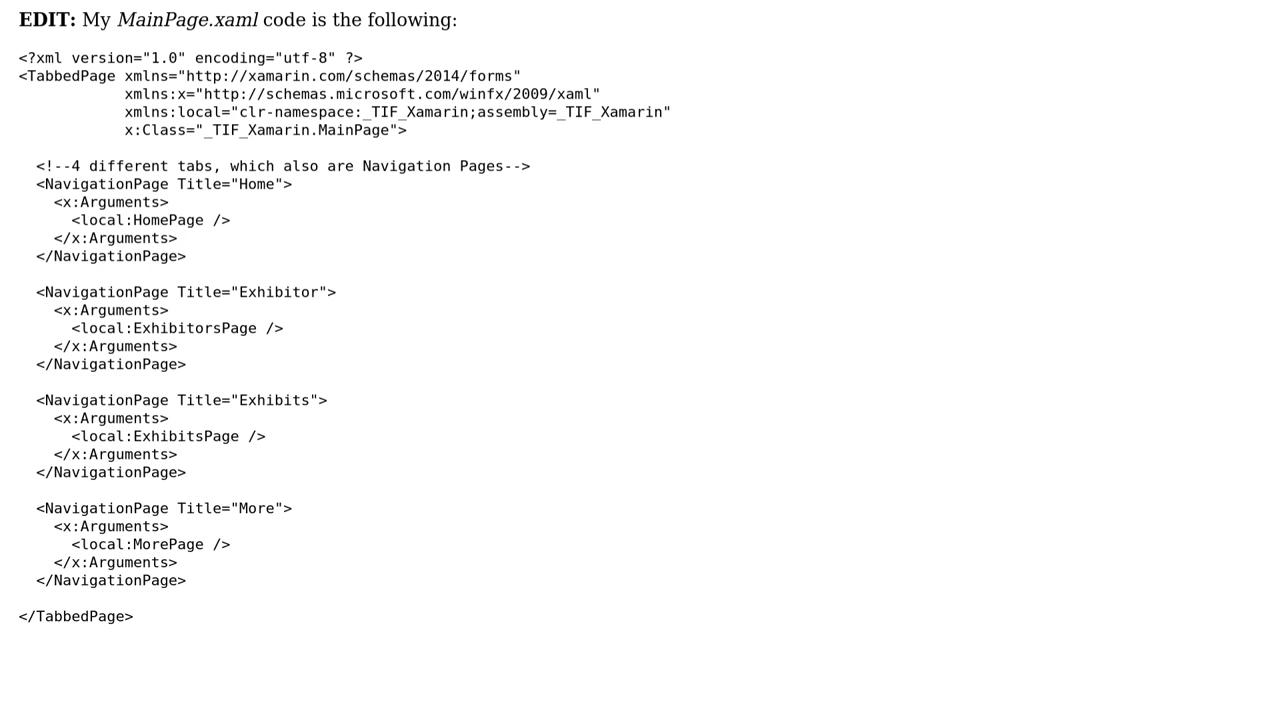 EDIT: My MainPage.xaml code is the following:
<?xml version="1.0" encoding="utf-8" ?>
<TabbedPage xmlns="http://xamarin.com/schemas/2014/forms"
            xmlns:x="http://schemas.microsoft.com/winfx/2009/xaml"
            xmlns:local="clr-namespace:_TIF_Xamarin;assembly=_TIF_Xamarin"
            x:Class="_TIF_Xamarin.MainPage">

  <!--4 different tabs, which also are Navigation Pages-->
  <NavigationPage Title="Home">
    <x:Arguments>
      <local:HomePage />
    </x:Arguments>
  </NavigationPage>

  <NavigationPage Title="Exhibitor">
    <x:Arguments>
      <local:ExhibitorsPage />
    </x:Arguments>
  </NavigationPage>

  <NavigationPage Title="Exhibits">
    <x:Arguments>
      <local:ExhibitsPage />
    </x:Arguments>
  </NavigationPage>

  <NavigationPage Title="More">
    <x:Arguments>
      <local:MorePage />
    </x:Arguments>
  </NavigationPage>

</TabbedPage>